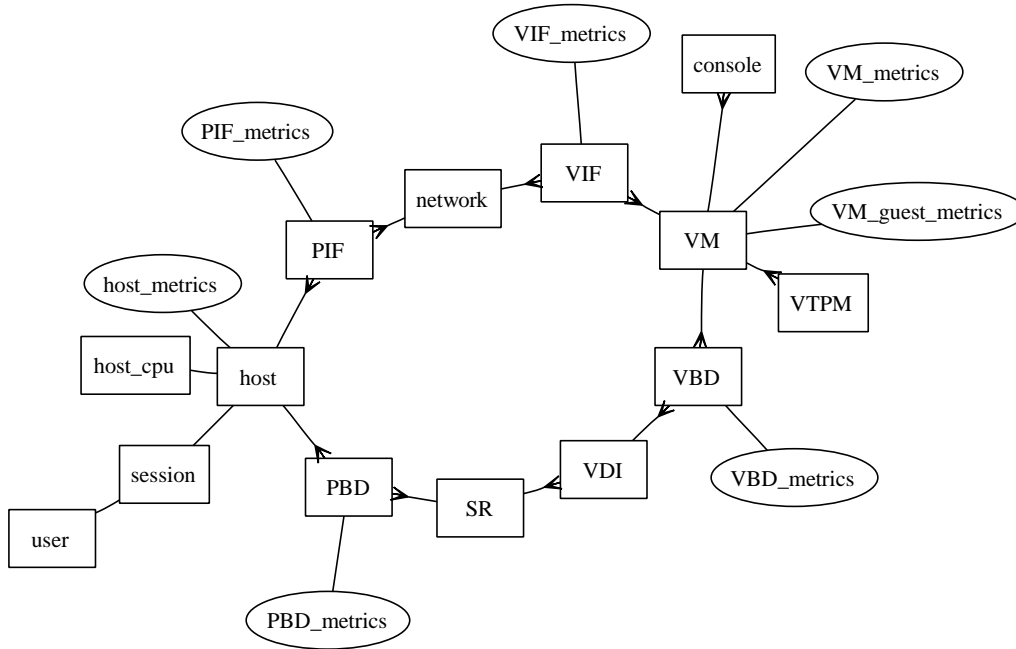 VIF_metrics
console
VM_metrics
PIF_metrics
VIF
network
VM_guest_metrics
PIF
VM
host_metrics
VTPM
host_cpu
host
VBD
session
PBD
VDI
VBD_metrics
SR
user
PBD_metrics